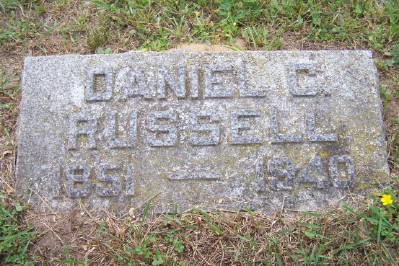 DANIEL C.
RUSSELL
1851 — 1940